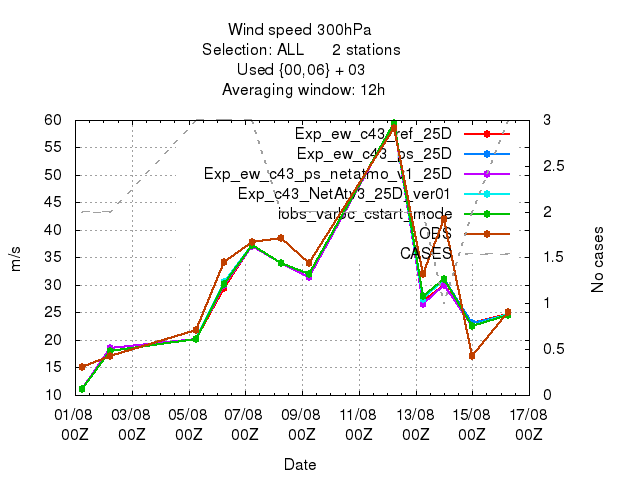 Wind speed 300hPa
Selection: ALL 2 stations
Used {00,06} + 03
Averaging window: 12h
60
55
50
45
40
35
30
25
20
15
10
m/s
3
2.5
2
1.5
1
0.5
0
No cases
Exp_ew_c43_ref_25D
Exp_ew_c43_ps_25D
Exp_ew_c43_ps_netatmo_v1_25D
Exp_c43_NetAtv3_25D_ver01
iobs_varbc_cstart_mode
OBS
CASES
01/08 03/08 05/08 07/08 09/08 11/08 13/08 15/08 17/08
00Z 00Z 00Z 00Z 00Z 00Z 00Z 00Z 00Z
Date